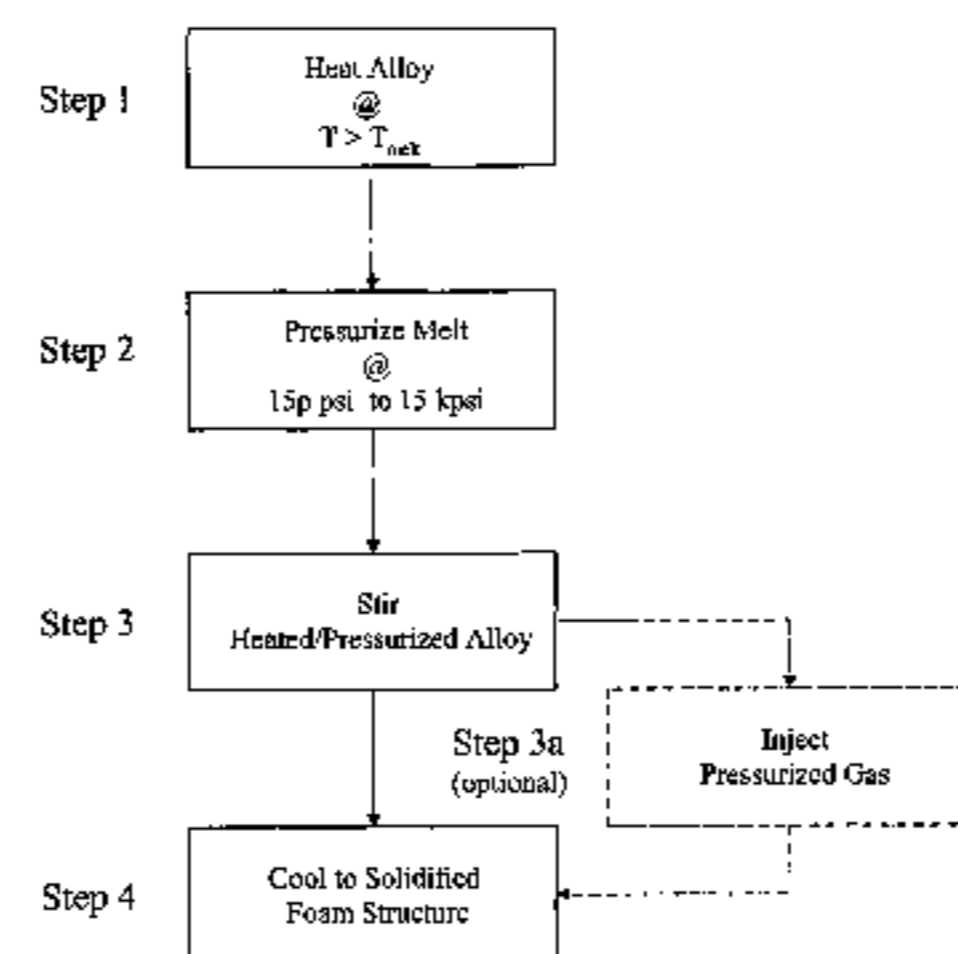 Step 1
Heat Alloy
@
T > Tmelt
Step 2
Pressurize Melt
@
15p psi to 15 kpsi
Step 3
Stir
Heated/Pressurized Alloy
Step 3a
(optional)
Inject
Pressurized Gas
Step 4
Cool to Solidified
Foam Structure